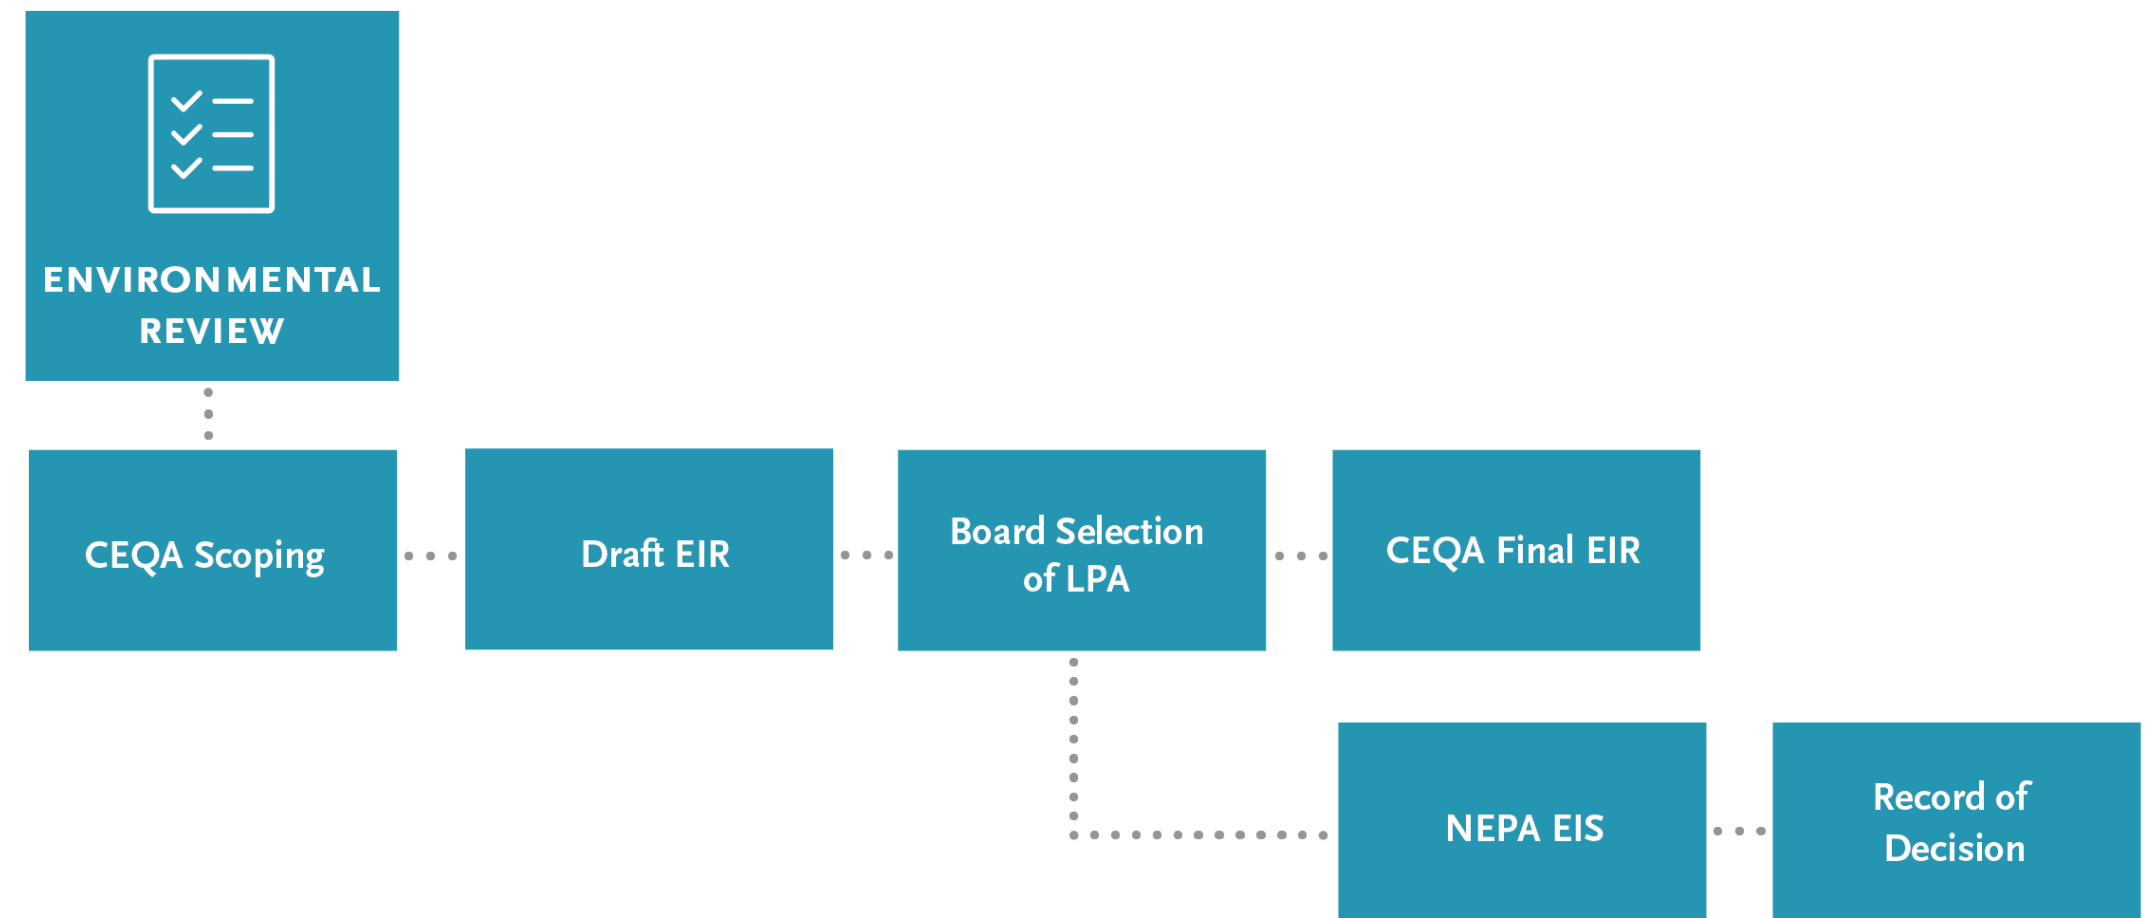 ENVIRONMENTAL
REVIEW
CEQA Scoping
Draft EIR
Board Selection
of LPA
CEQA Final EIR
NEPA EIS
Record of
Decision